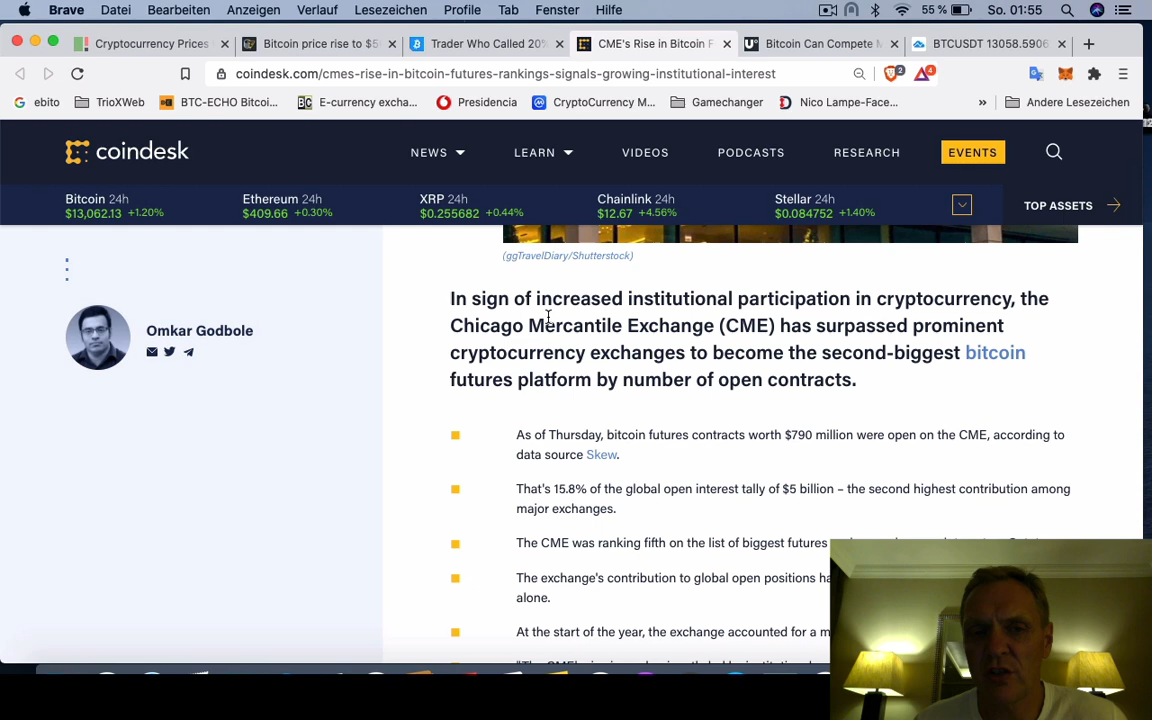 Brave Datei Bearbeiten Anzeigen Verlauf Lesezeichen Profile Tab Fenster Hilfe 55 % So. 01:55
Cryptocurrency Prices Bitcoin price rise to $5 Trader Who Called 20% CME's Rise in Bitcoin F Bitcoin Can Compete BTCUSDT 13058.5906
coindesk.com/cmes-rise-in-bitcoin-futures-rankings-signals-growing-institutional-interest 2 4
ebito TrioXWeb BTC-ECHO Bitcoi... E-currency excha... Presidencia CryptoCurrency M... Gamechanger Nico Lampe-Face... » Andere Lesezeichen
coindesk NEWS LEARN VIDEOS PODCASTS RESEARCH EVENTS
Bitcoin 24h Ethereum 24h XRP 24h Chainlink 24h Stellar 24h
$13,062.13 +1.20% $409.66 +0.30% $0.255682 +0.44% $12.67 +4.56% $0.084752 +1.40% TOP ASSETS
(ggTravelDiary/Shutterstock)
Omkar Godbole
In sign of increased institutional participation in cryptocurrency, the
Chicago Mercantile Exchange (CME) has surpassed prominent
cryptocurrency exchanges to become the second-biggest bitcoin
futures platform by number of open contracts.
As of Thursday, bitcoin futures contracts worth $790 million were open on the CME, according to
data source Skew.
That's 15.8% of the global open interest tally of $5 billion – the second highest contribution among
major exchanges.
The CME was ranking fifth on the list of biggest futures
The exchange's contribution to global open positions
alone.
At the start of the year, the exchange accounted for a